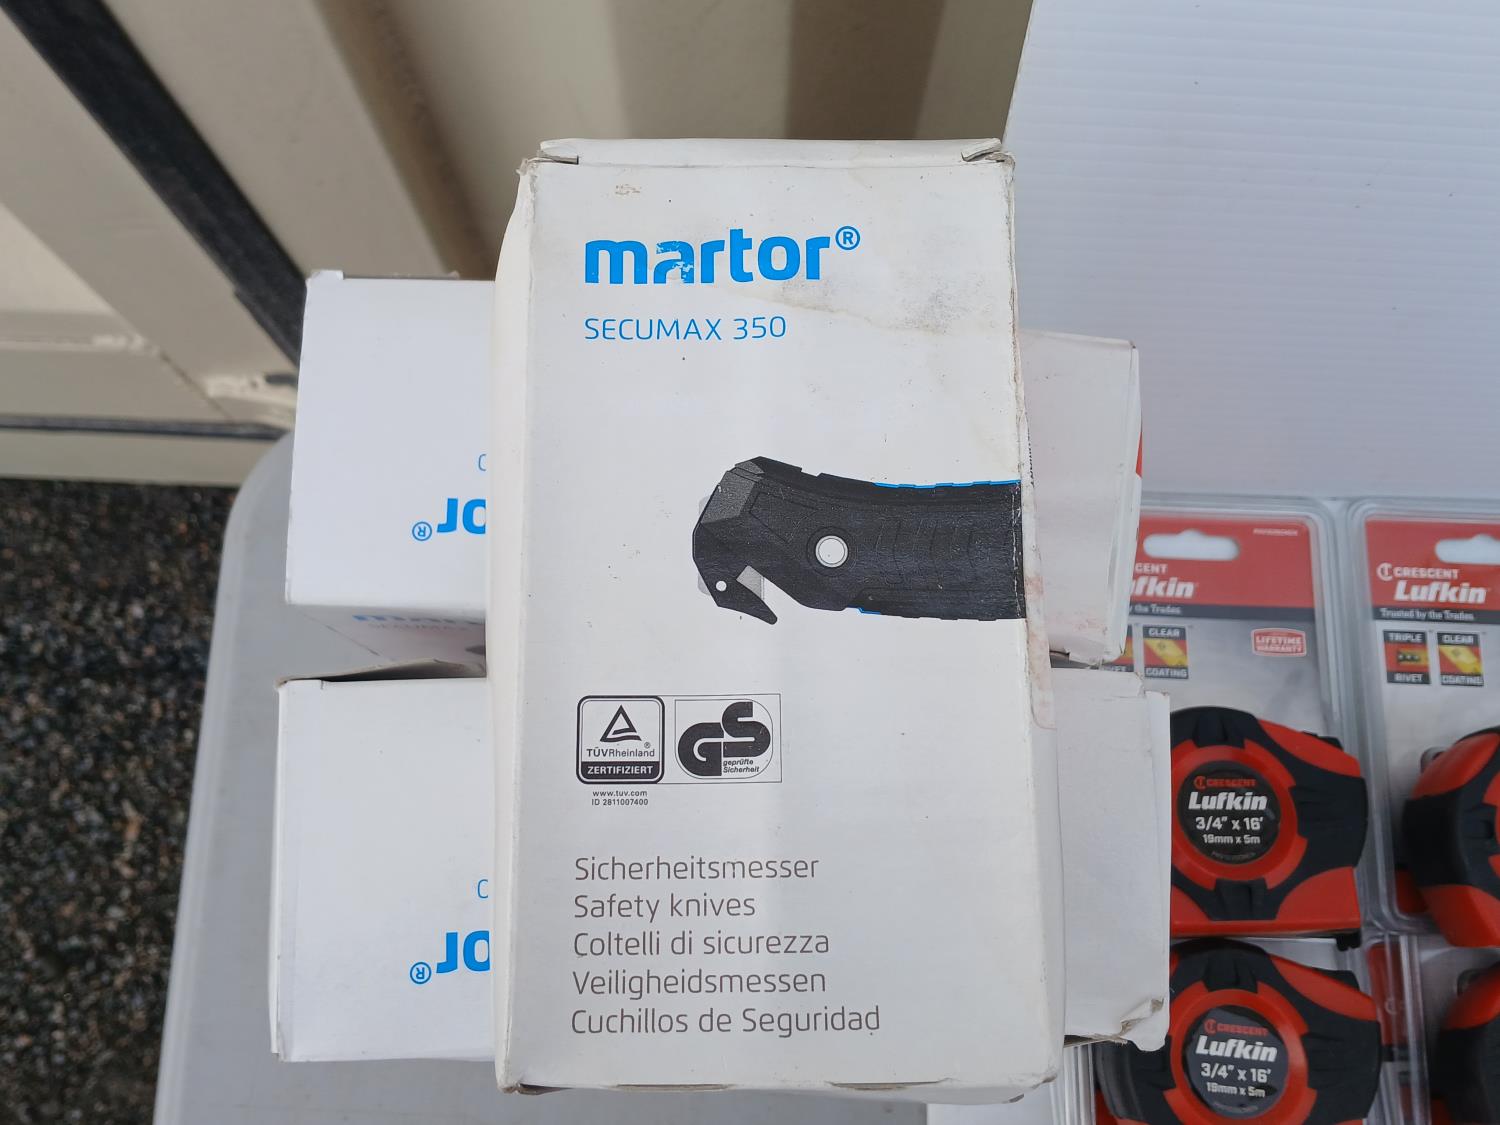 martor®
SECUMAX 350
TÜVRheinland®
ZERTIFIZIERT
www.tuv.com
ID 2811007400
GS
geprüfte
Sicherheit
Sicherheitsmesser
Safety knives
Coltelli di sicurezza
Veiligheidsmessen
Cuchillos de Seguridad
SECUMAX
CRESCENT
Lufkin
Trusted by the Trades
TRIPLE
RIVET
CLEAR
COATING
CLEAR
COATING
LIFETIME
WARRANTY
CRESCENT
Lufkin
3/4" x 16'
19mm x 5m
CRESCENT
Lufkin
3/4" x 16'
19mm x 5m